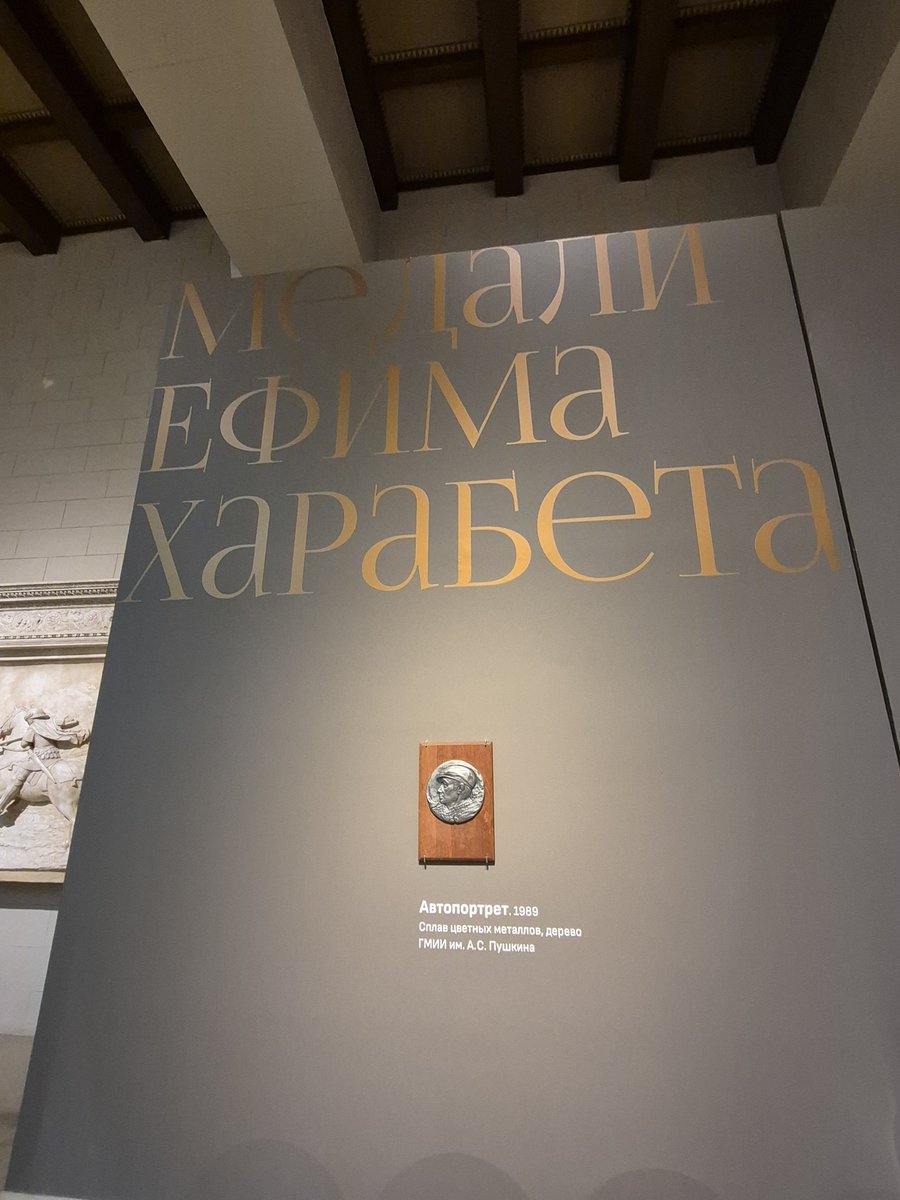 Медали
Ефима
Харабета
Автопортрет. 1989
Сплав цветных металлов, дерево
ГМИИ им. А.С. Пушкина